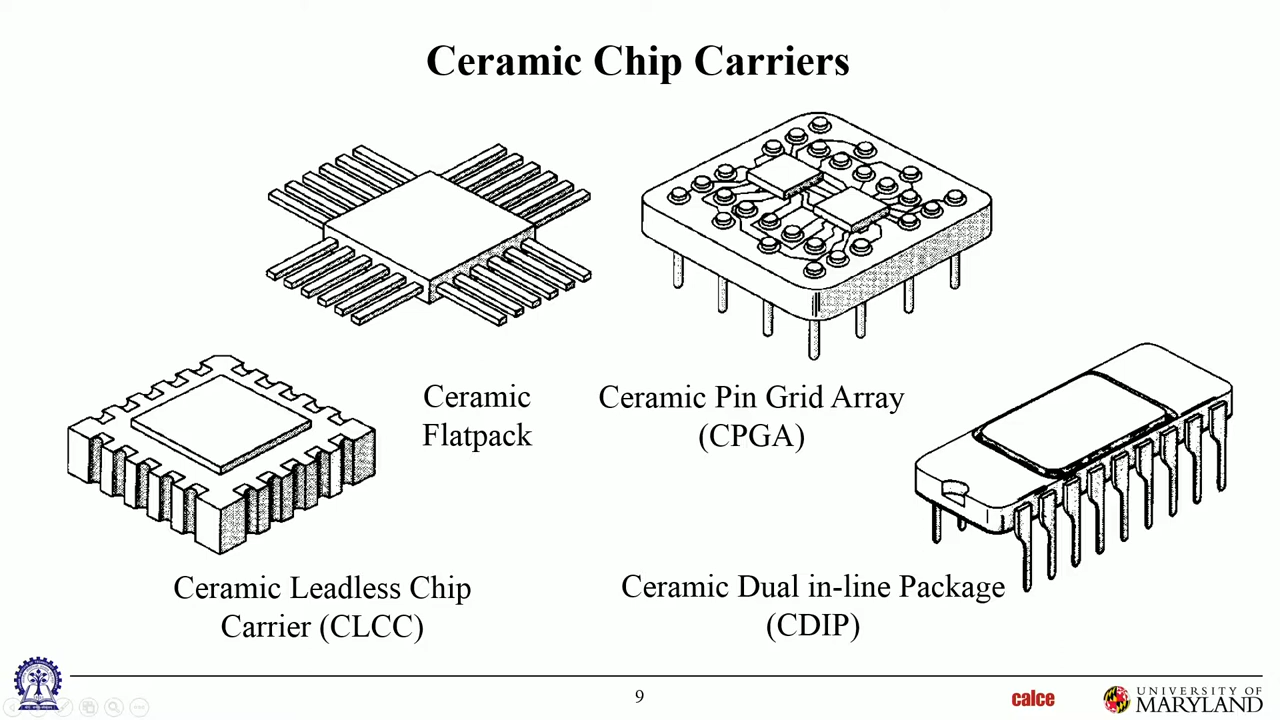 Ceramic Chip Carriers
Ceramic
Flatpack
Ceramic Pin Grid Array
(CPGA)
Ceramic Leadless Chip
Carrier (CLCC)
Ceramic Dual in-line Package
(CDIP)
9
calce
UNIVERSITY OF
MARYLAND